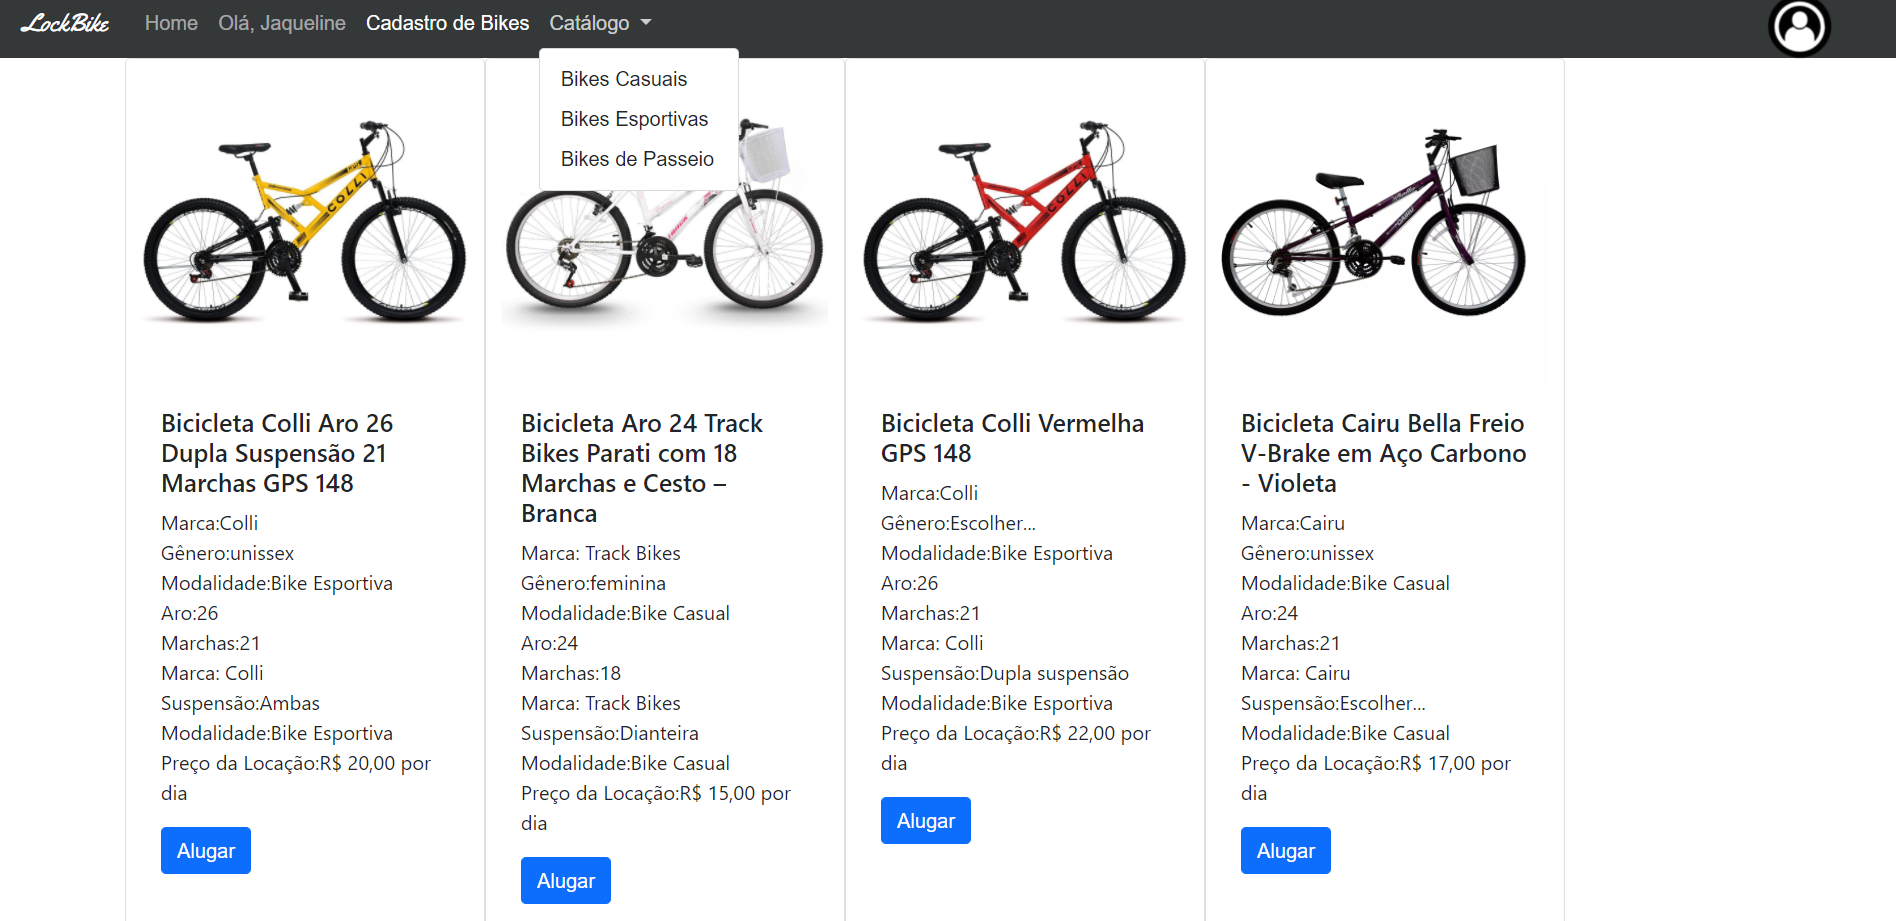 LockBike Home Olá, Jaqueline Cadastro de Bikes Catálogo
Bikes Casuais
Bikes Esportivas
Bikes de Passeio
COLLI
COLLI
Bicicleta Colli Aro 26
Dupla Suspensão 21
Marchas GPS 148
Marca:Colli
Gênero:unissex
Modalidade:Bike Esportiva
Aro:26
Marchas:21
Marca: Colli
Suspensão:Ambas
Modalidade:Bike Esportiva
Preço da Locação:R$ 20,00 por
dia
Alugar
Bicicleta Aro 24 Track
Bikes Parati com 18
Marchas e Cesto –
Branca
Marca: Track Bikes
Gênero:feminina
Modalidade:Bike Casual
Aro:24
Marchas:18
Marca: Track Bikes
Suspensão:Dianteira
Modalidade:Bike Casual
Preço da Locação:R$ 15,00 por
dia
Alugar
Bicicleta Colli Vermelha
GPS 148
Marca:Colli
Gênero:Escolher...
Modalidade:Bike Esportiva
Aro:26
Marchas:21
Marca: Colli
Suspensão:Dupla suspensão
Modalidade:Bike Esportiva
Preço da Locação:R$ 22,00 por
dia
Alugar
Bicicleta Cairu Bella Freio
V-Brake em Aço Carbono
- Violeta
Marca:Cairu
Gênero:unissex
Modalidade:Bike Casual
Aro:24
Marchas:21
Marca: Cairu
Suspensão:Escolher...
Modalidade:Bike Casual
Preço da Locação:R$ 17,00 por
dia
Alugar